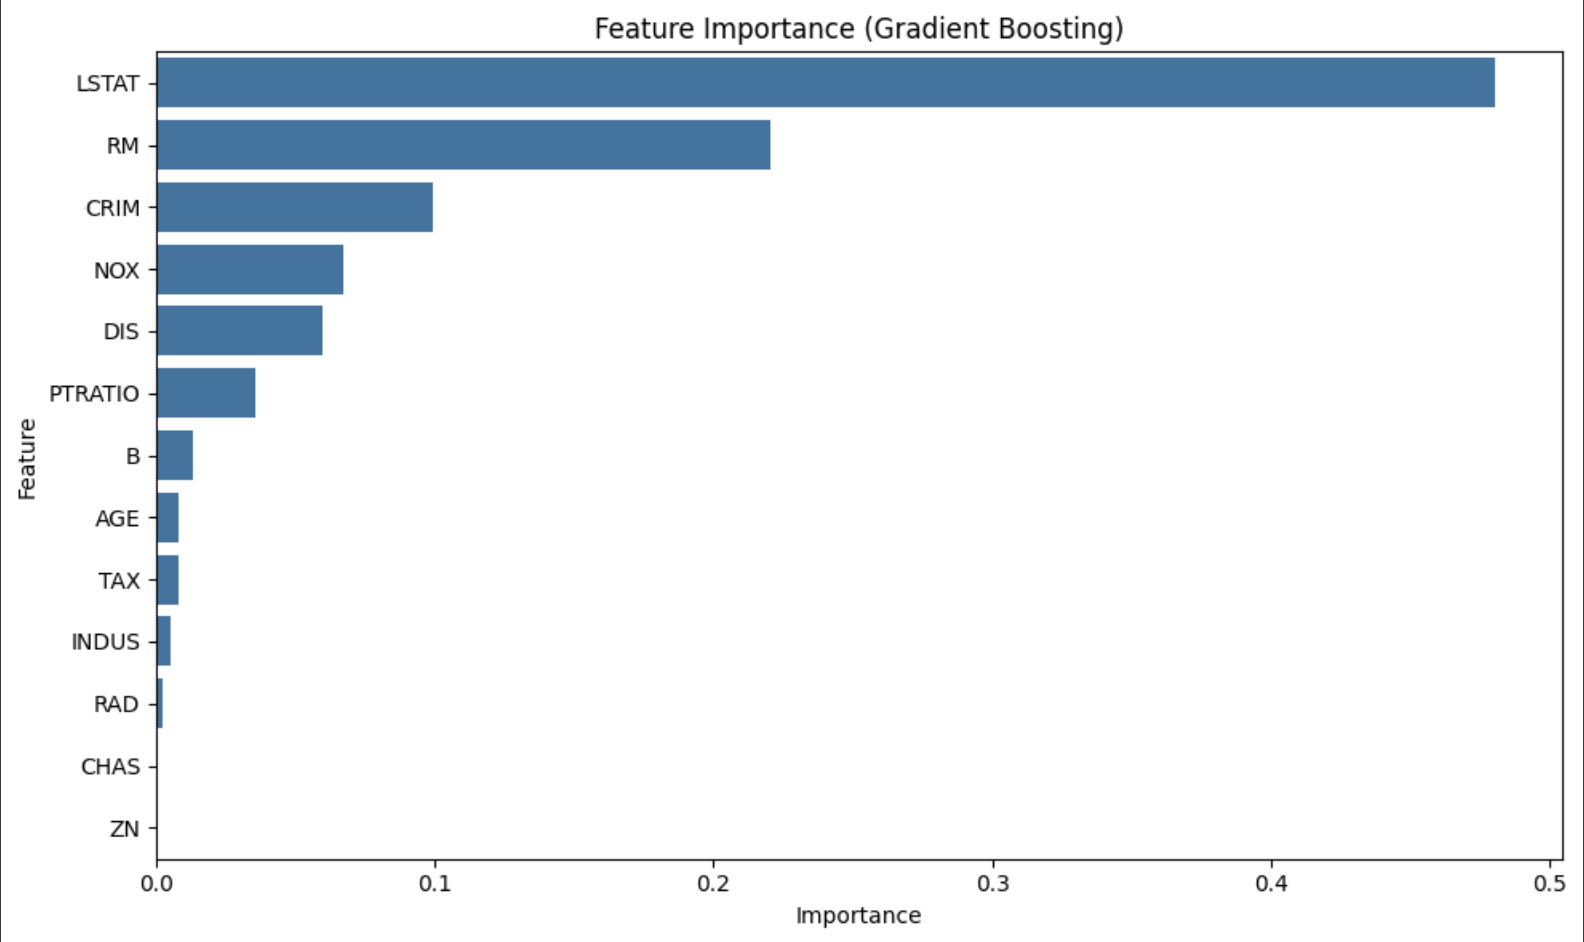 Feature Importance (Gradient Boosting)
LSTAT
RM
CRIM
NOX
DIS
PTRATIO
B
AGE
TAX
INDUS
RAD
CHAS
ZN
Feature
0.0 0.1 0.2 0.3 0.4 0.5
Importance